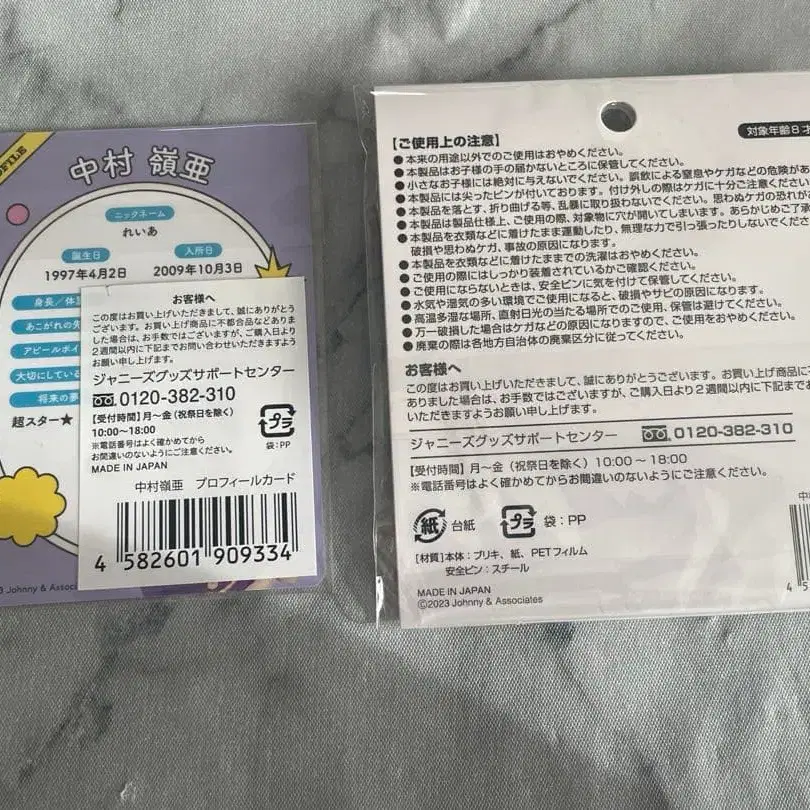 OFILE
中村 嶺亜
ニックネーム
れいあ
誕生日
入所日
1997年4月2日
2009年10月3日
身長／体
あこがれの先
アピールポイ
大切にしている
将来の夢
超スター★
お客様へ
この度はお買い上げいただきまして、誠にありがとう
ございます。お買い上げ商品に不都合品などありま
した場合は、お手数ではございますが、ご購入日より
2週間以内に下記までお問い合わせいただきますよう
お願い申し上げます。
ジャニーズグッズサポートセンター
0120-382-310
【受付時間】月～金（祝祭日を除く）
10:00～18:00
※電話番号はよく確かめてから
お間違いのないようにご注意ください。
MADE IN JAPAN
プラ
袋：PP
中村嶺亜 プロフィールカード
4 582601 909334
3 Johnny & Associa
対象年齢8才
【ご使用上の注意】
●本来の用途以外でのご使用はおやめください。
●本製品はお子様の手の届かないところに保管してください。
●小さなお子様には絶対に与えないでください。誤飲による窒息やケガなどの危険があ
●本製品には尖ったピンが付いております。付け外しの際はケガに十分ご注意ください
●本製品を落とす、折り曲げる等、乱暴に取り扱わないでください。思わぬケガの恐れが
●本製品は製品仕様上、ご使用の際、対象物に穴が開いてしまいます。あらかじめご了承
●本製品を衣類などに着けたまま運動したり、無理な力で引っ張ったりしないでくださ
破損や思わぬケガ、事故の原因になります。
●本製品を衣類などに着けたままでの洗濯はおやめください。
●ご使用の際にはしっかり装着されているかご確認ください。
●ご使用にならないときは、安全ピンに気を付けて保管してください。
●水気や湿気の多い環境でご使用になると、破損やサビの原因になります。
●高温多湿な場所、直射日光の当たる場所でのご使用、保管は避けてください。
●万一破損した場合はケガなどの原因になりますので、ご使用をおやめください。
●廃棄の際は各地方自治体の廃棄区分に従ってください。
お客様へ
この度はお買い上げいただきまして、誠にありがとうございます。お買い上げ商品に不
ありました場合は、お手数ではございますが、ご購入日より2週間以内に下記までお
いただきますようお願い申し上げます。
ジャニーズグッズサポートセンター 0120-382-310
【受付時間】月～金（祝祭日を除く）10:00～18:00
※電話番号はよく確かめてからお間違いのないようにご注意ください。
紙 台紙 プラ 袋：PP
［材質］本体：ブリキ、紙、PETフィルム
安全ピン：スチール
MADE IN JAPAN
©2023 Johnny & Associates
中
4 5